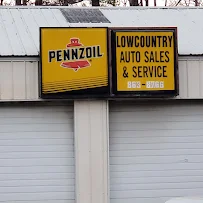 PENNZOIL
LOWCOUNTRY
AUTO SALES
& SERVICE